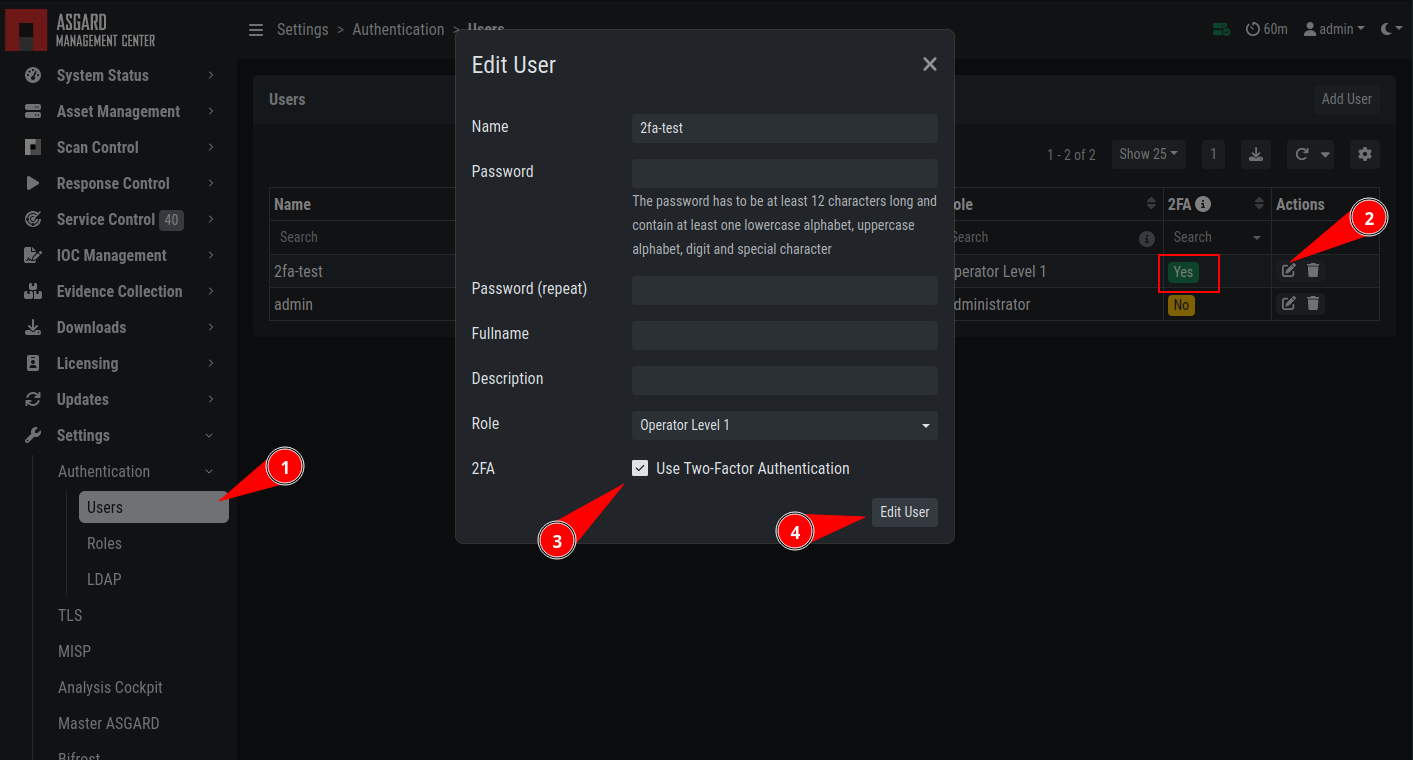 ASGARD
MANAGEMENT CENTER
Settings > Authentication > Users
60m
admin
System Status
Asset Management
Scan Control
Response Control
Service Control 40
IOC Management
Evidence Collection
Downloads
Licensing
Updates
Settings
Authentication
Users
Roles
LDAP
TLS
MISP
Analysis Cockpit
Master ASGARD
Bifrost
1
Users
Add User
1 - 2 of 2
Show 25
1
Name
ole
2FA
Actions
Search
Search
Search
2fa-test
perator Level 1
Yes
admin
dministrator
No
2
Edit User
Name
2fa-test
Password
The password has to be at least 12 characters long and
contain at least one lowercase alphabet, uppercase
alphabet, digit and special character
Password (repeat)
Fullname
Description
Role
Operator Level 1
2FA
Use Two-Factor Authentication
3
4
Edit User